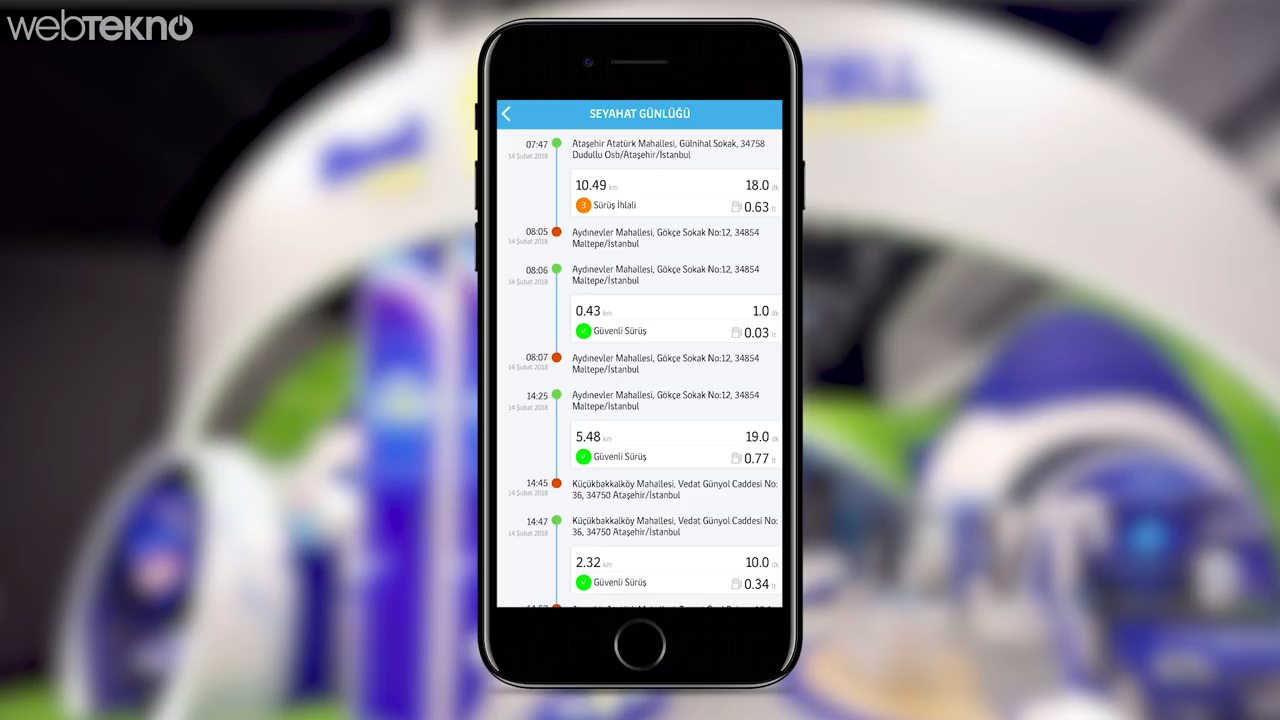 webTEKNO
SEYAHAT GÜNLÜĞÜ
07:47
14 Şubat 2018
Ataşehir Atatürk Mahallesi, Gülnihal Sokak, 34758
Dudullu Osb/Ataşehir/İstanbul
10.49 km
18.0 dk
3 Sürüş İhlali
0.63 lt
08:05
14 Şubat 2018
Aydınevler Mahallesi, Gökçe Sokak No:12, 34854
Maltepe/İstanbul
08:06
14 Şubat 2018
Aydınevler Mahallesi, Gökçe Sokak No:12, 34854
Maltepe/İstanbul
0.43 km
1.0 dk
Güvenli Sürüş
0.03 lt
08:07
14 Şubat 2018
Aydınevler Mahallesi, Gökçe Sokak No:12, 34854
Maltepe/İstanbul
14:25
14 Şubat 2018
Aydınevler Mahallesi, Gökçe Sokak No:12, 34854
Maltepe/İstanbul
5.48 km
19.0 dk
Güvenli Sürüş
0.77 lt
14:45
14 Şubat 2018
Küçükbakkalköy Mahallesi, Vedat Günyol Caddesi No:
36, 34750 Ataşehir/İstanbul
14:47
14 Şubat 2018
Küçükbakkalköy Mahallesi, Vedat Günyol Caddesi No:
36, 34750 Ataşehir/İstanbul
2.32 km
10.0 dk
Güvenli Sürüş
0.34 lt